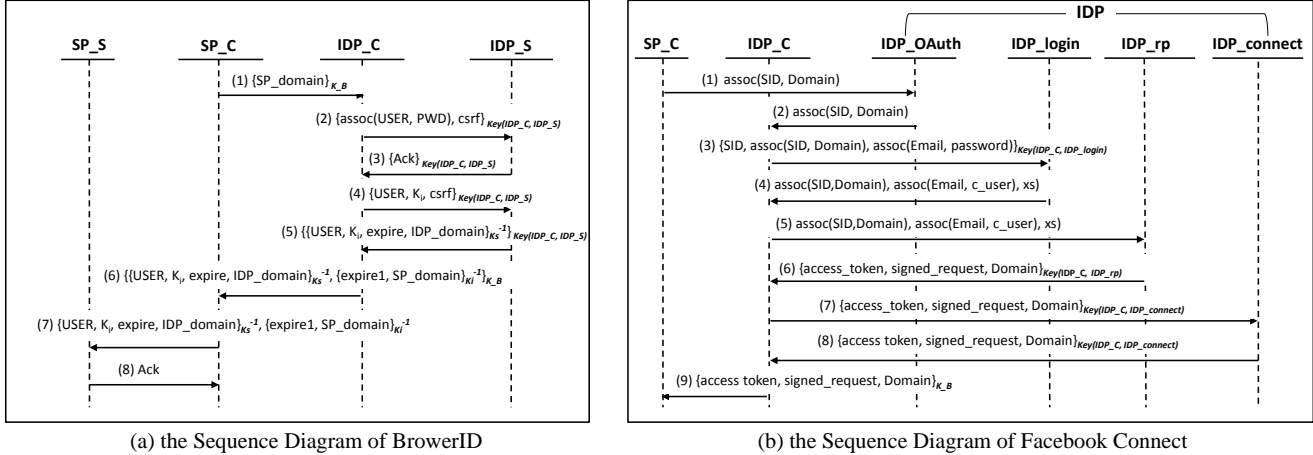 SP_S SP_C IDP_C IDP_S
(1) {SP_domain}K_B
(2) {assoc(USER, PWD), csrf}Key(IDP_C, IDP_S)
(3) {Ack}Key(IDP_C, IDP_S)
(4) {USER, Ki, csrf}Key(IDP_C, IDP_S)
(5) {{USER, Ki, expire, IDP_domain}Ks-1}Key(IDP_C, IDP_S)
(6) {{USER, Ki, expire, IDP_domain}Ks-1, {expire1, SP_domain}Ki-1}K_B
(7) {USER, Ki, expire, IDP_domain}Ks-1, {expire1, SP_domain}Ki-1
(8) Ack
(a) the Sequence Diagram of BrowerID
IDP
SP_C IDP_C IDP_OAuth IDP_login IDP_rp IDP_connect
(1) assoc(SID, Domain)
(2) assoc(SID, Domain)
(3) {SID, assoc(SID, Domain), assoc(Email, password)}Key(IDP_C, IDP_login)
(4) assoc(SID,Domain), assoc(Email, c_user), xs)
(5) assoc(SID,Domain), assoc(Email, c_user), xs)
(6) {access_token, signed_request, Domain}Key(IDP_C, IDP_rp)
(7) {access_token, signed_request, Domain}Key(IDP_C, IDP_connect)
(8) {access token, signed_request, Domain}Key(IDP_C, IDP_connect)
(9) {access token, signed_request, Domain}K_B
(b) the Sequence Diagram of Facebook Connect